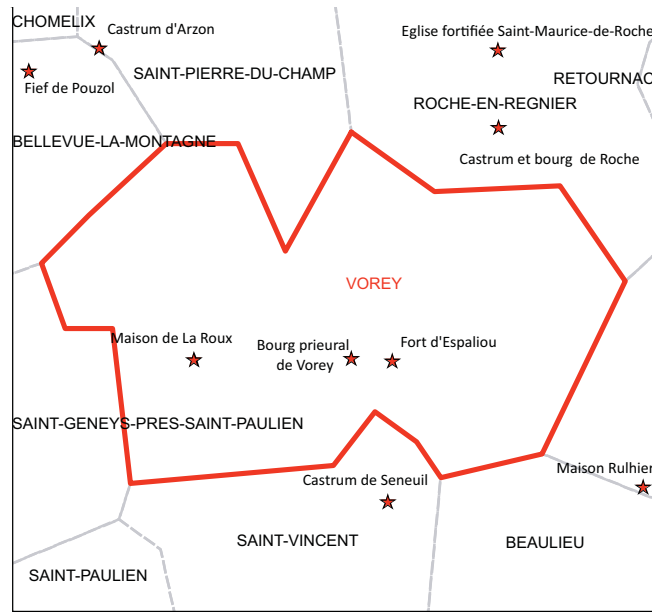 CHOMELIX
Castrum d'Arzon
Eglise fortifiée Saint-Maurice-de-Roche
SAINT-PIERRE-DU-CHAMP
RETOURNAC
Fief de Pouzol
ROCHE-EN-REGNIER
BELLEVUE-LA-MONTAGNE
Castrum et bourg de Roche
VOREY
Maison de La Roux
Bourg prieural
de Vorey
Fort d'Espaliou
SAINT-GENEYS-PRES-SAINT-PAULIEN
Maison Rulhier
Castrum de Seneuil
SAINT-VINCENT
BEAULIEU
SAINT-PAULIEN